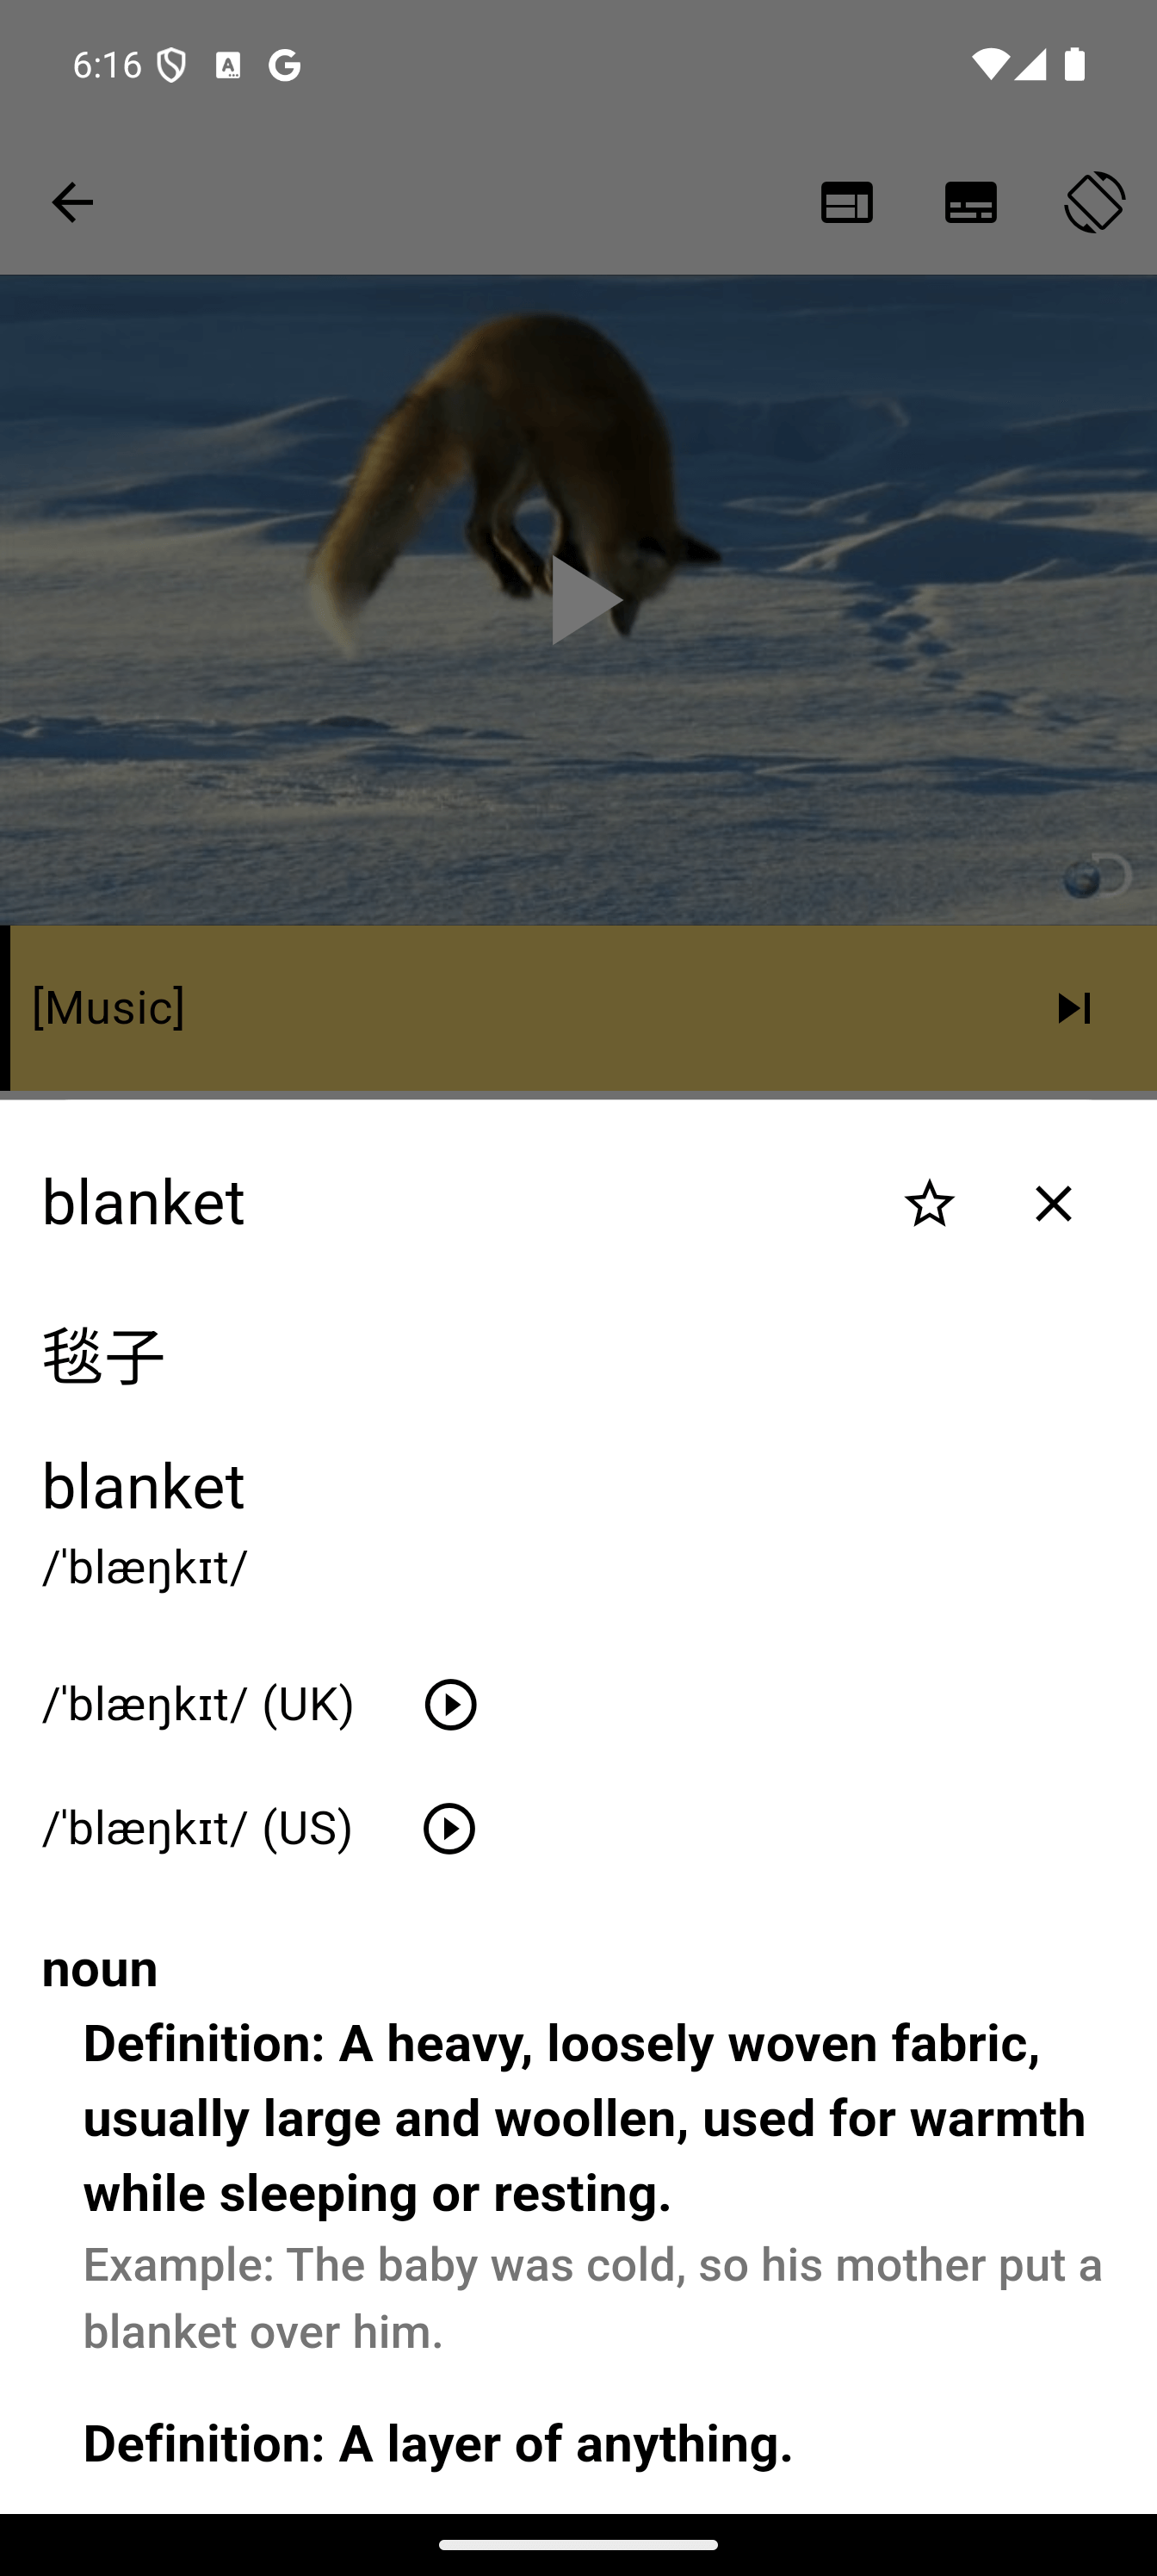 6:16
[Music]
blanket
毯子
blanket
/ˈblæŋkɪt/
/ˈblæŋkɪt/ (UK)
/ˈblæŋkɪt/ (US)
noun
Definition: A heavy, loosely woven fabric,
usually large and woollen, used for warmth
while sleeping or resting.
Example: The baby was cold, so his mother put a
blanket over him.
Definition: A layer of anything.